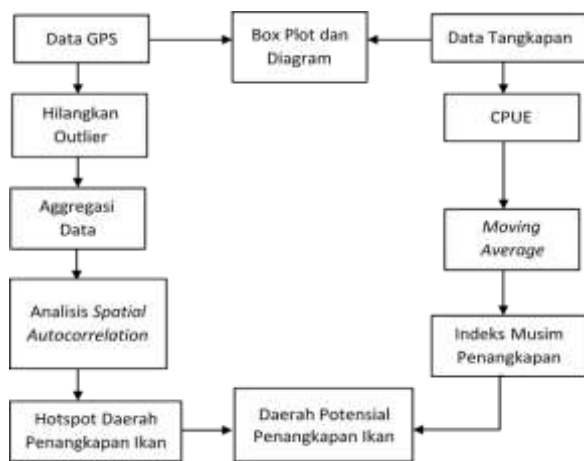 Data GPS
Box Plot dan
Diagram
Data Tangkapan
Hilangkan
Outlier
CPUE
Aggregasi
Data
Moving
Average
Analisis Spatial
Autocorrelation
Indeks Musim
Penangkapan
Hotspot Daerah
Penangkapan Ikan
Daerah Potensial
Penangkapan Ikan